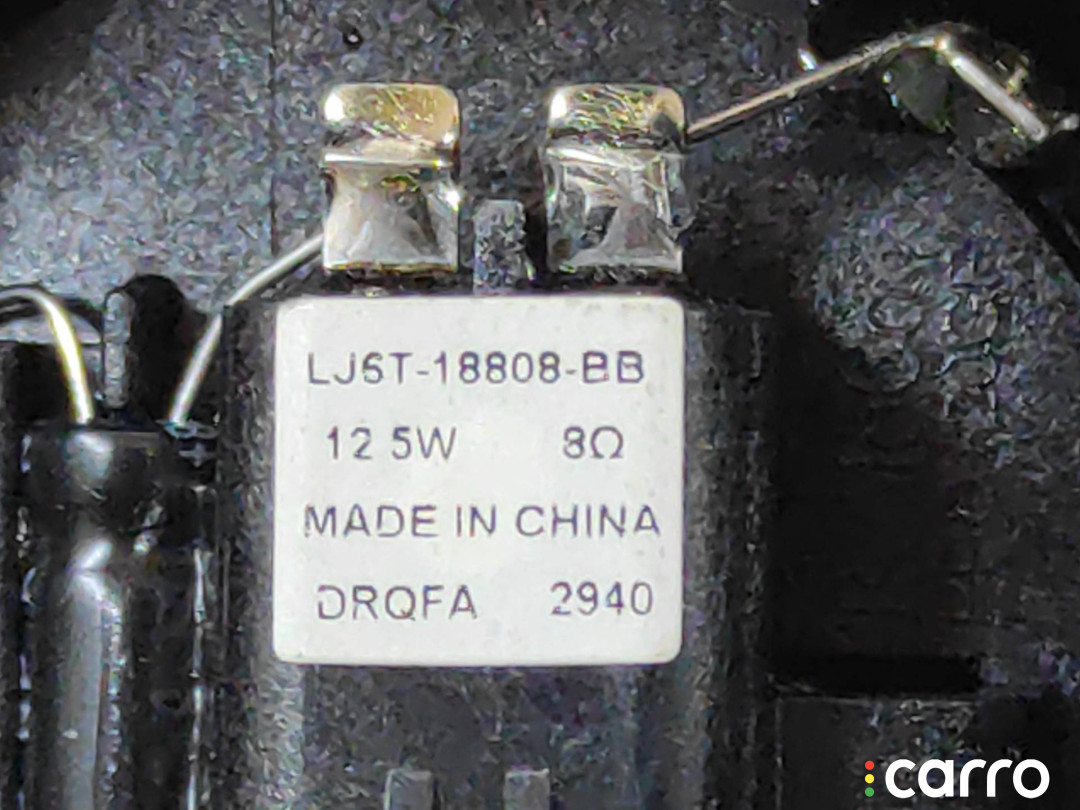 LJ6T-18808-BB
12 5W 8Ω
MADE IN CHINA
DRQFA 2940
carro